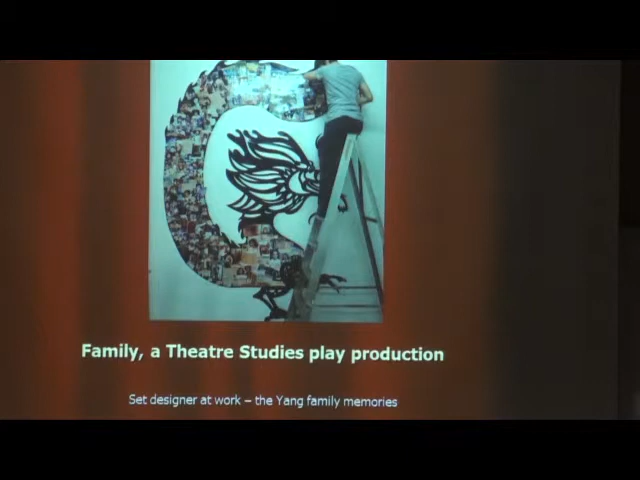 Family, a Theatre Studies play production
Set designer at work – the Yang family memories